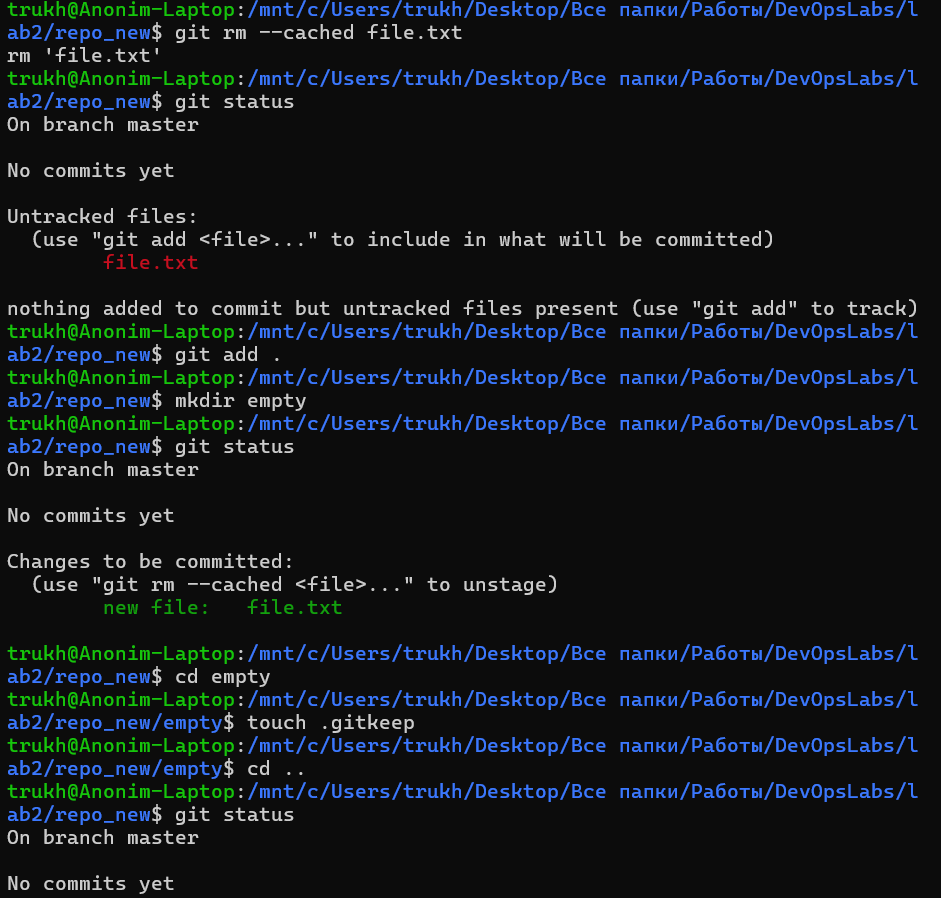 trukh@Anonim-Laptop:/mnt/c/Users/trukh/Desktop/Все папки/Работы/DevOpsLabs/l
ab2/repo_new$ git rm --cached file.txt
rm 'file.txt'
trukh@Anonim-Laptop:/mnt/c/Users/trukh/Desktop/Все папки/Работы/DevOpsLabs/l
ab2/repo_new$ git status
On branch master

No commits yet

Untracked files:
  (use "git add <file>..." to include in what will be committed)
        file.txt

nothing added to commit but untracked files present (use "git add" to track)
trukh@Anonim-Laptop:/mnt/c/Users/trukh/Desktop/Все папки/Работы/DevOpsLabs/l
ab2/repo_new$ git add .
trukh@Anonim-Laptop:/mnt/c/Users/trukh/Desktop/Все папки/Работы/DevOpsLabs/l
ab2/repo_new$ mkdir empty
trukh@Anonim-Laptop:/mnt/c/Users/trukh/Desktop/Все папки/Работы/DevOpsLabs/l
ab2/repo_new$ git status
On branch master

No commits yet

Changes to be committed:
  (use "git rm --cached <file>..." to unstage)
        new file:   file.txt

trukh@Anonim-Laptop:/mnt/c/Users/trukh/Desktop/Все папки/Работы/DevOpsLabs/l
ab2/repo_new$ cd empty
trukh@Anonim-Laptop:/mnt/c/Users/trukh/Desktop/Все папки/Работы/DevOpsLabs/l
ab2/repo_new/empty$ touch .gitkeep
trukh@Anonim-Laptop:/mnt/c/Users/trukh/Desktop/Все папки/Работы/DevOpsLabs/l
ab2/repo_new/empty$ cd ..
trukh@Anonim-Laptop:/mnt/c/Users/trukh/Desktop/Все папки/Работы/DevOpsLabs/l
ab2/repo_new$ git status
On branch master

No commits yet